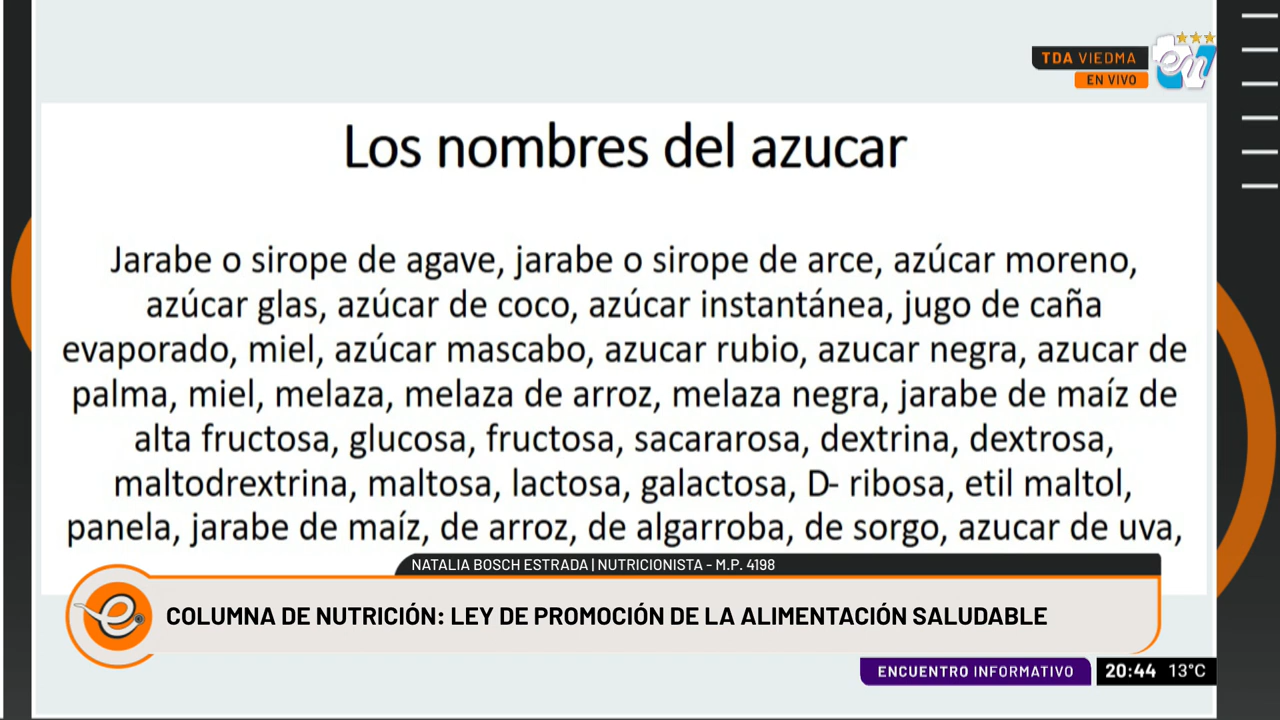 TDA VIEDMA
EN VIVO
Los nombres del azucar
Jarabe o sirope de agave, jarabe o sirope de arce, azúcar moreno,
azúcar glas, azúcar de coco, azúcar instantánea, jugo de caña
evaporado, miel, azúcar mascabo, azucar rubio, azucar negra, azucar de
palma, miel, melaza, melaza de arroz, melaza negra, jarabe de maíz de
alta fructosa, glucosa, fructosa, sacararosa, dextrina, dextrosa,
maltodrextrina, maltosa, lactosa, galactosa, D- ribosa, etil maltol,
panela, jarabe de maíz, de arroz, de algarroba, de sorgo, azucar de uva,
NATALIA BOSCH ESTRADA | NUTRICIONISTA - M.P. 4198
COLUMNA DE NUTRICIÓN: LEY DE PROMOCIÓN DE LA ALIMENTACIÓN SALUDABLE
ENCUENTRO INFORMATIVO
20:44 13°C